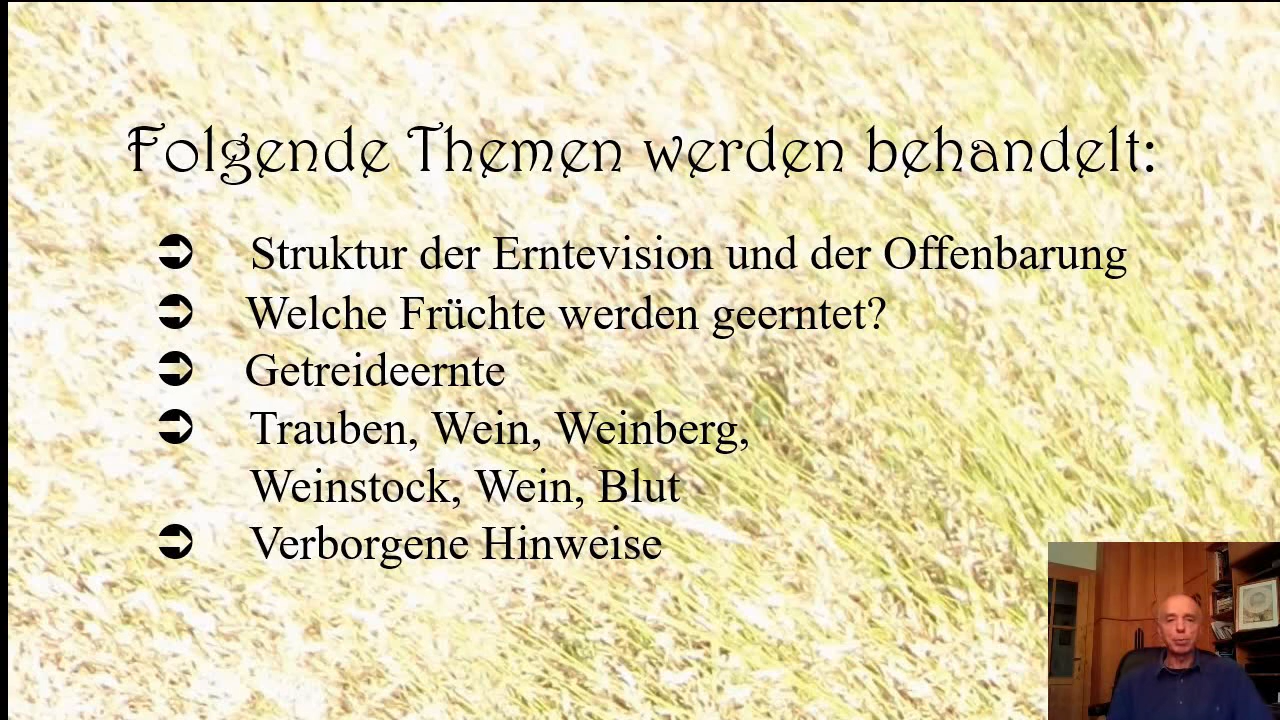 Folgende Themen werden behandelt:
➲ Struktur der Erntevision und der Offenbarung
➲ Welche Früchte werden geerntet?
➲ Getreideernte
➲ Trauben, Wein, Weinberg,
Weinstock, Wein, Blut
➲ Verborgene Hinweise